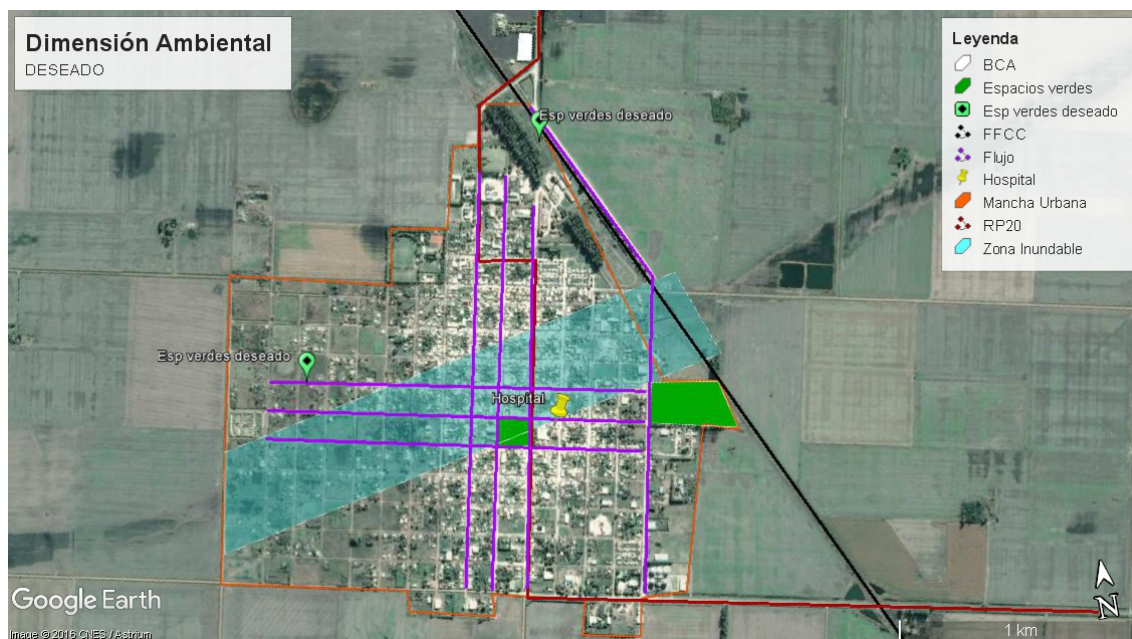 Dimensión Ambiental
DESEADO
Leyenda
BCA
Espacios verdes
Esp verdes deseado
FFCC
Flujo
Hospital
Mancha Urbana
RP20
Zona Inundable
Esp verdes deseado
Esp verdes deseado
Hospital
Google Earth
Image © 2016 CNES / Astrium
N
1 km